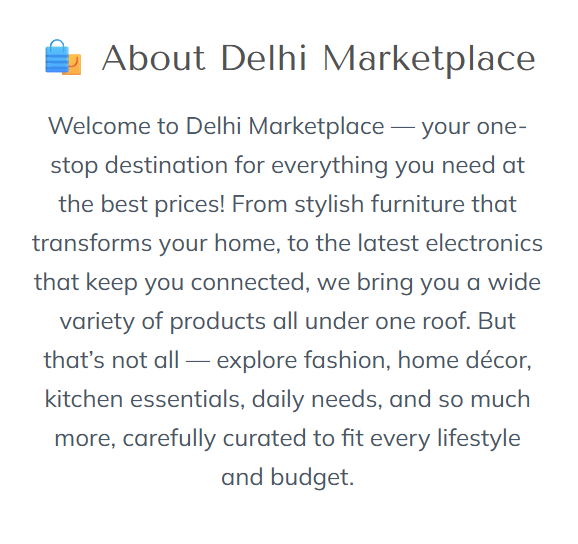 About Delhi Marketplace
Welcome to Delhi Marketplace — your one-
stop destination for everything you need at
the best prices! From stylish furniture that
transforms your home, to the latest electronics
that keep you connected, we bring you a wide
variety of products all under one roof. But
that’s not all — explore fashion, home décor,
kitchen essentials, daily needs, and so much
more, carefully curated to fit every lifestyle
and budget.